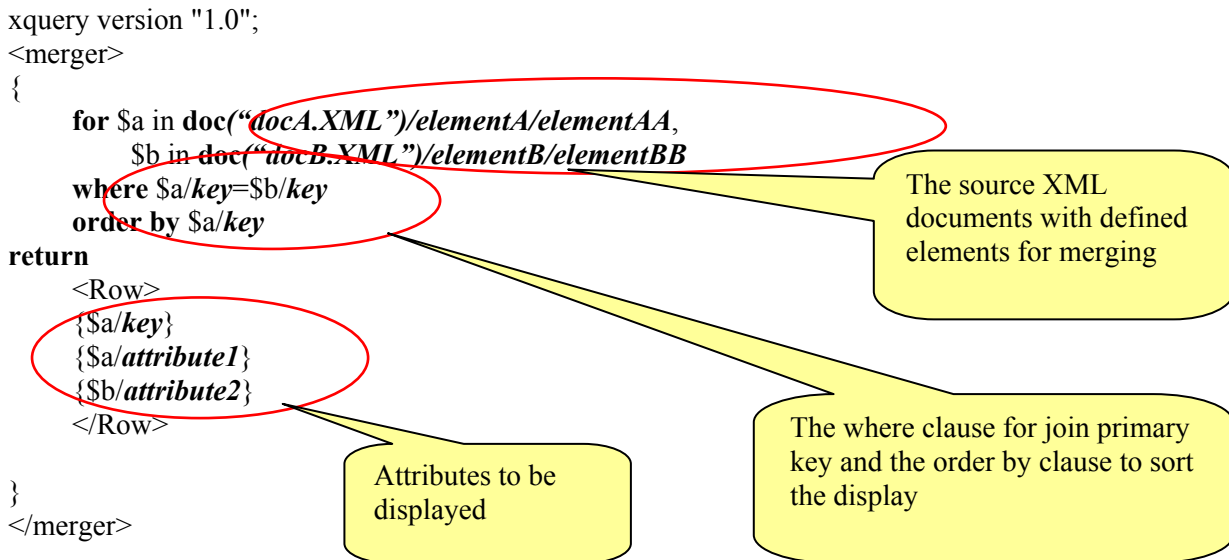 xquery version "1.0";
<merger>
{
for $a in doc(“docA.XML”)/elementA/elementAA,
$b in doc(“docB.XML”)/elementB/elementBB
where $a/key=$b/key
order by $a/key
return
<Row>
{$a/key}
{$a/attribute1}
{$b/attribute2}
</Row>
}
</merger>
The source XML
documents with defined
elements for merging
The where clause for join primary
key and the order by clause to sort
the display
Attributes to be
displayed